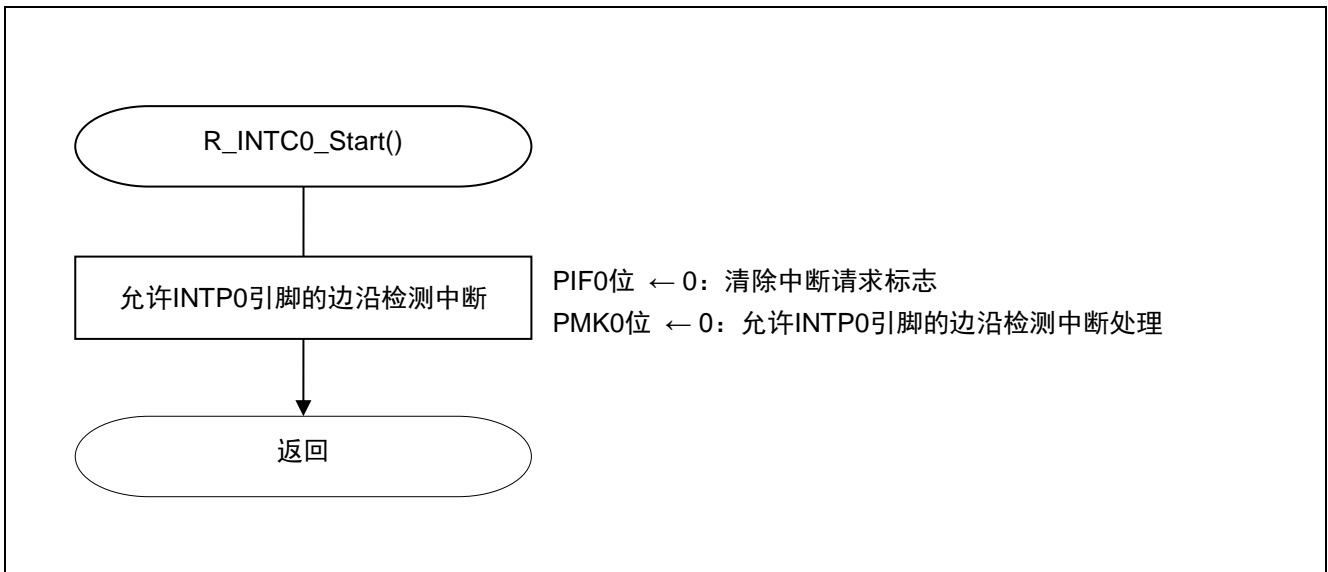 R_INTC0_Start()
允许INTP0引脚的边沿检测中断
PIF0位 ← 0：清除中断请求标志
PMK0位 ← 0：允许INTP0引脚的边沿检测中断处理
返回